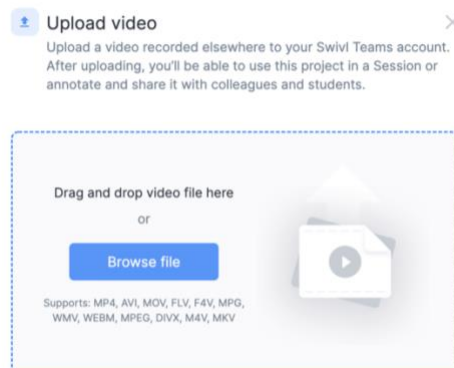 Upload video
Upload a video recorded elsewhere to your Swivl Teams account.
After uploading, you'll be able to use this project in a Session or
annotate and share it with colleagues and students.
Drag and drop video file here
or
Browse file
Supports: MP4, AVI, MOV, FLV, F4V, MPG,
WMV, WEBM, MPEG, DIVX, M4V, MKV